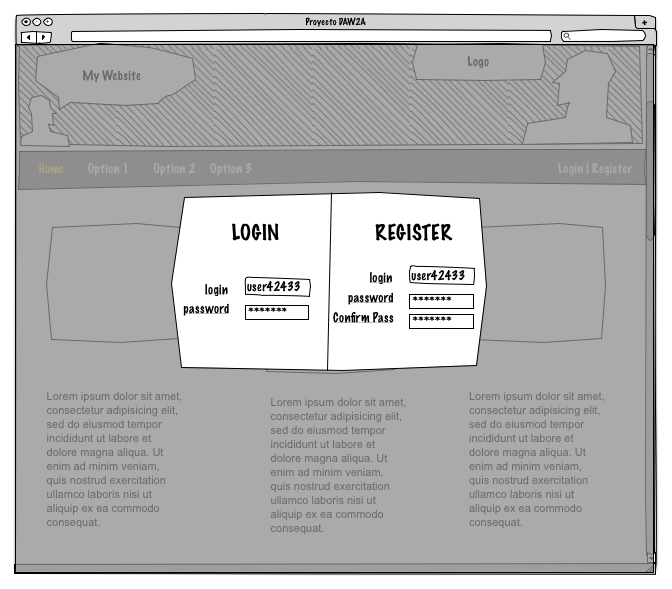 Proyecto DAW2A
My Website
Logo
Home Option 1 Option 2 Option 3 Login | Register
LOGIN
login user42433
password *******
REGISTER
login user42433
password *******
Confirm Pass *******
Lorem ipsum dolor sit amet,
consectetur adipisicing elit,
sed do eiusmod tempor
incididunt ut labore et
dolore magna aliqua. Ut
enim ad minim veniam,
quis nostrud exercitation
ullamco laboris nisi ut
aliquip ex ea commodo
consequat.
Lorem ipsum dolor sit amet,
consectetur adipisicing elit,
sed do eiusmod tempor
incididunt ut labore et
dolore magna aliqua. Ut
enim ad minim veniam,
quis nostrud exercitation
ullamco laboris nisi ut
aliquip ex ea commodo
consequat.
Lorem ipsum dolor sit amet,
consectetur adipisicing elit,
sed do eiusmod tempor
incididunt ut labore et
dolore magna aliqua. Ut
enim ad minim veniam,
quis nostrud exercitation
ullamco laboris nisi ut
aliquip ex ea commodo
consequat.